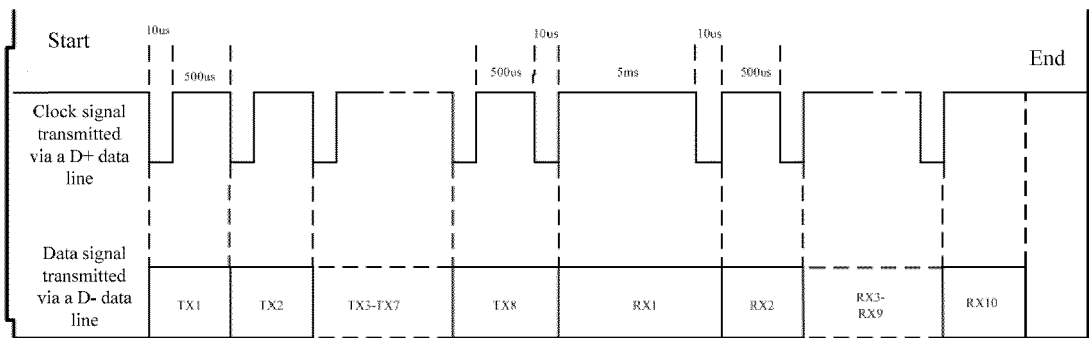 Start
10us
500us
500us
10us
5ms
10us
500us
End
Clock signal
transmitted
via a D+ data
line
Data signal
transmitted
via a D- data
line
TX1
TX2
TX3-TX7
TX8
RX1
RX2
RX3-
RX9
RX10